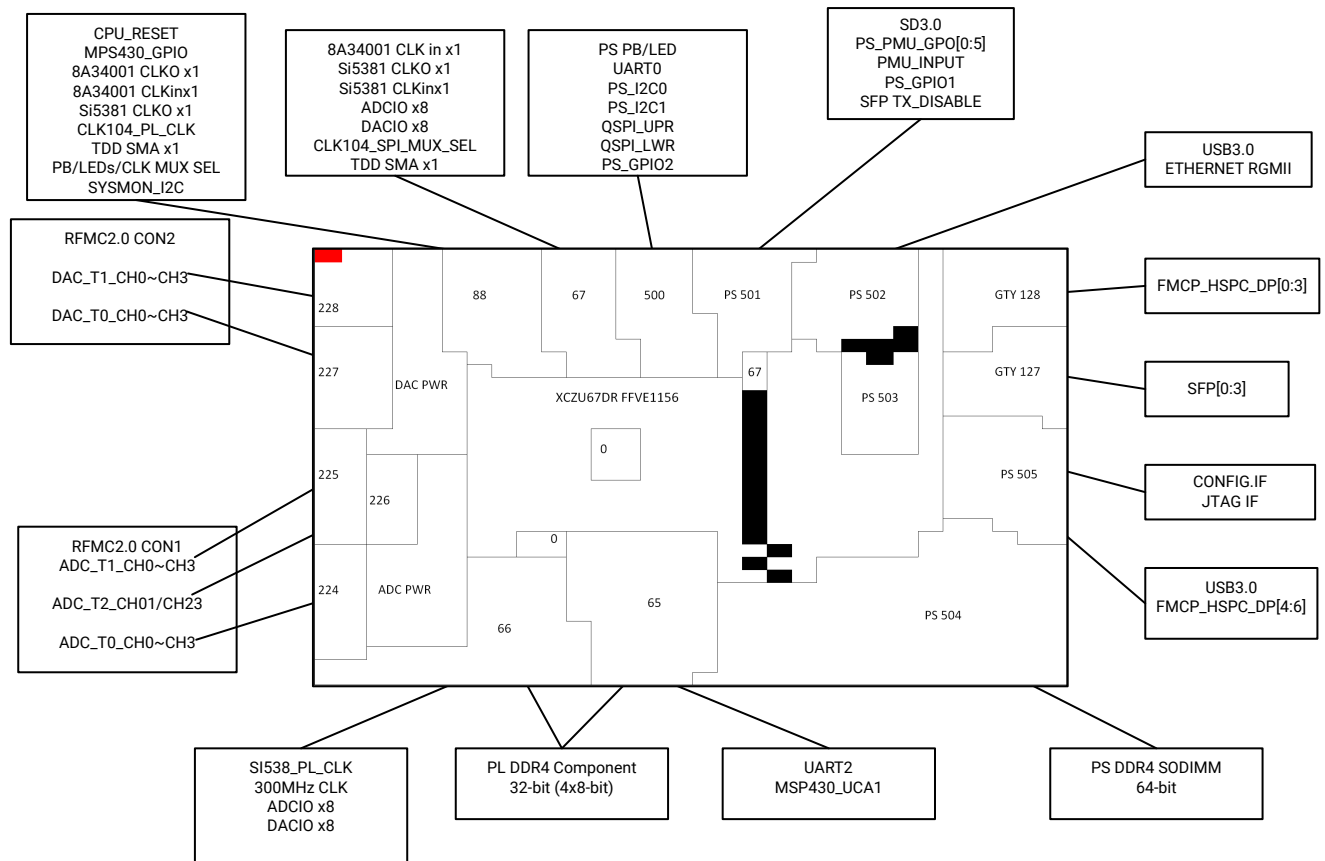 CPU_RESET
MPS430_GPIO
8A34001 CLKO x1
8A34001 CLKinx1
Si5381 CLKO x1
CLK104_PL_CLK
TDD SMA x1
PB/LEDs/CLK MUX SEL
SYSMON_I2C
8A34001 CLK in x1
Si5381 CLKO x1
Si5381 CLKinx1
ADCIO x8
DACIO x8
CLK104_SPI_MUX_SEL
TDD SMA x1
PS PB/LED
UART0
PS_I2C0
PS_I2C1
QSPI_UPR
QSPI_LWR
PS_GPIO2
SD3.0
PS_PMU_GPO[0:5]
PMU_INPUT
PS_GPIO1
SFP TX_DISABLE
USB3.0
ETHERNET RGMII
RFMC2.0 CON2
DAC_T1_CH0~CH3
DAC_T0_CH0~CH3
228
88
67
500
PS 501
PS 502
GTY 128
FMCP_HSPC_DP[0:3]
227
DAC PWR
XCZU67DR FFVE1156
67
PS 503
GTY 127
SFP[0:3]
225
226
0
PS 505
CONFIG.IF
JTAG IF
RFMC2.0 CON1
ADC_T1_CH0~CH3
ADC_T2_CH01/CH23
ADC_T0_CH0~CH3
224
ADC PWR
0
66
65
PS 504
USB3.0
FMCP_HSPC_DP[4:6]
SI538_PL_CLK
300MHz CLK
ADCIO x8
DACIO x8
PL DDR4 Component
32-bit (4x8-bit)
UART2
MSP430_UCA1
PS DDR4 SODIMM
64-bit